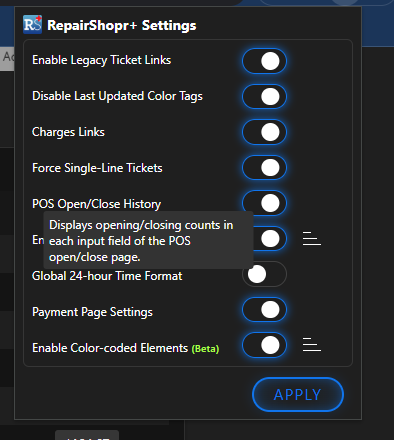 RS RepairShopr+ Settings
Enable Legacy Ticket Links
Disable Last Updated Color Tags
Charges Links
Force Single-Line Tickets
POS Open/Close History
Displays opening/closing counts in
each input field of the POS
open/close page.
En
Global 24-hour Time Format
Payment Page Settings
Enable Color-coded Elements (Beta)
APPLY